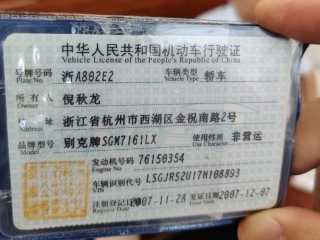 中华人民共和国机动车行驶证
Vehicle License of the People's Republic of China
号牌号码 浙A802E2 车辆类型 轿车
Plate No. Vehicle Type
所有人 倪秋龙
Owner
住址 浙江省杭州市西湖区金祝南路2号
Address
品牌型号 别克牌SGM7161LX 使用性质 非营运
Model Use Character
发动机号码 76150354
车辆识别代号 LSGJR52U17H108893
注册登记日期 2007-11-28 发证日期 2007-12-07